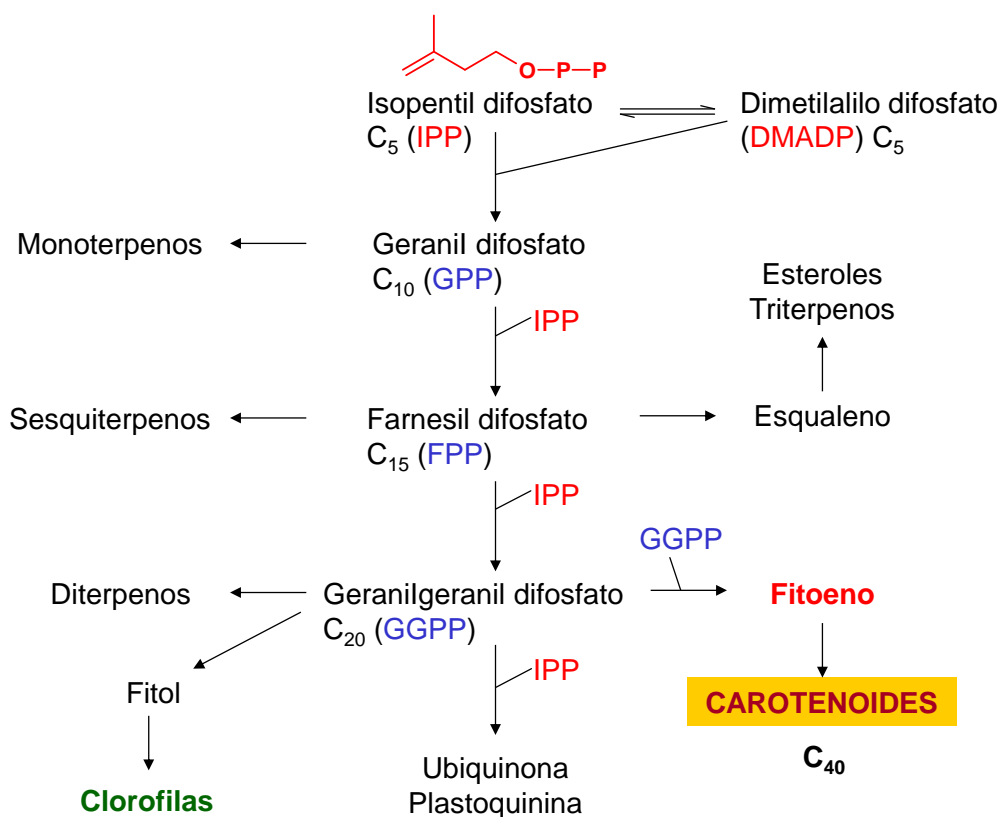 O–P–P
Isopentil difosfato
C5 (IPP)
Dimetilalilo difosfato
(DMADP) C5
Monoterpenos
Geranil difosfato
C10 (GPP)
Esteroles
Triterpenos
IPP
Sesquiterpenos
Farnesil difosfato
C15 (FPP)
Esqualeno
IPP
GGPP
Diterpenos
Geranilgeranil difosfato
C20 (GGPP)
Fitoeno
IPP
Fitol
CAROTENOIDES
C40
Ubiquinona
Plastoquinina
Clorofilas